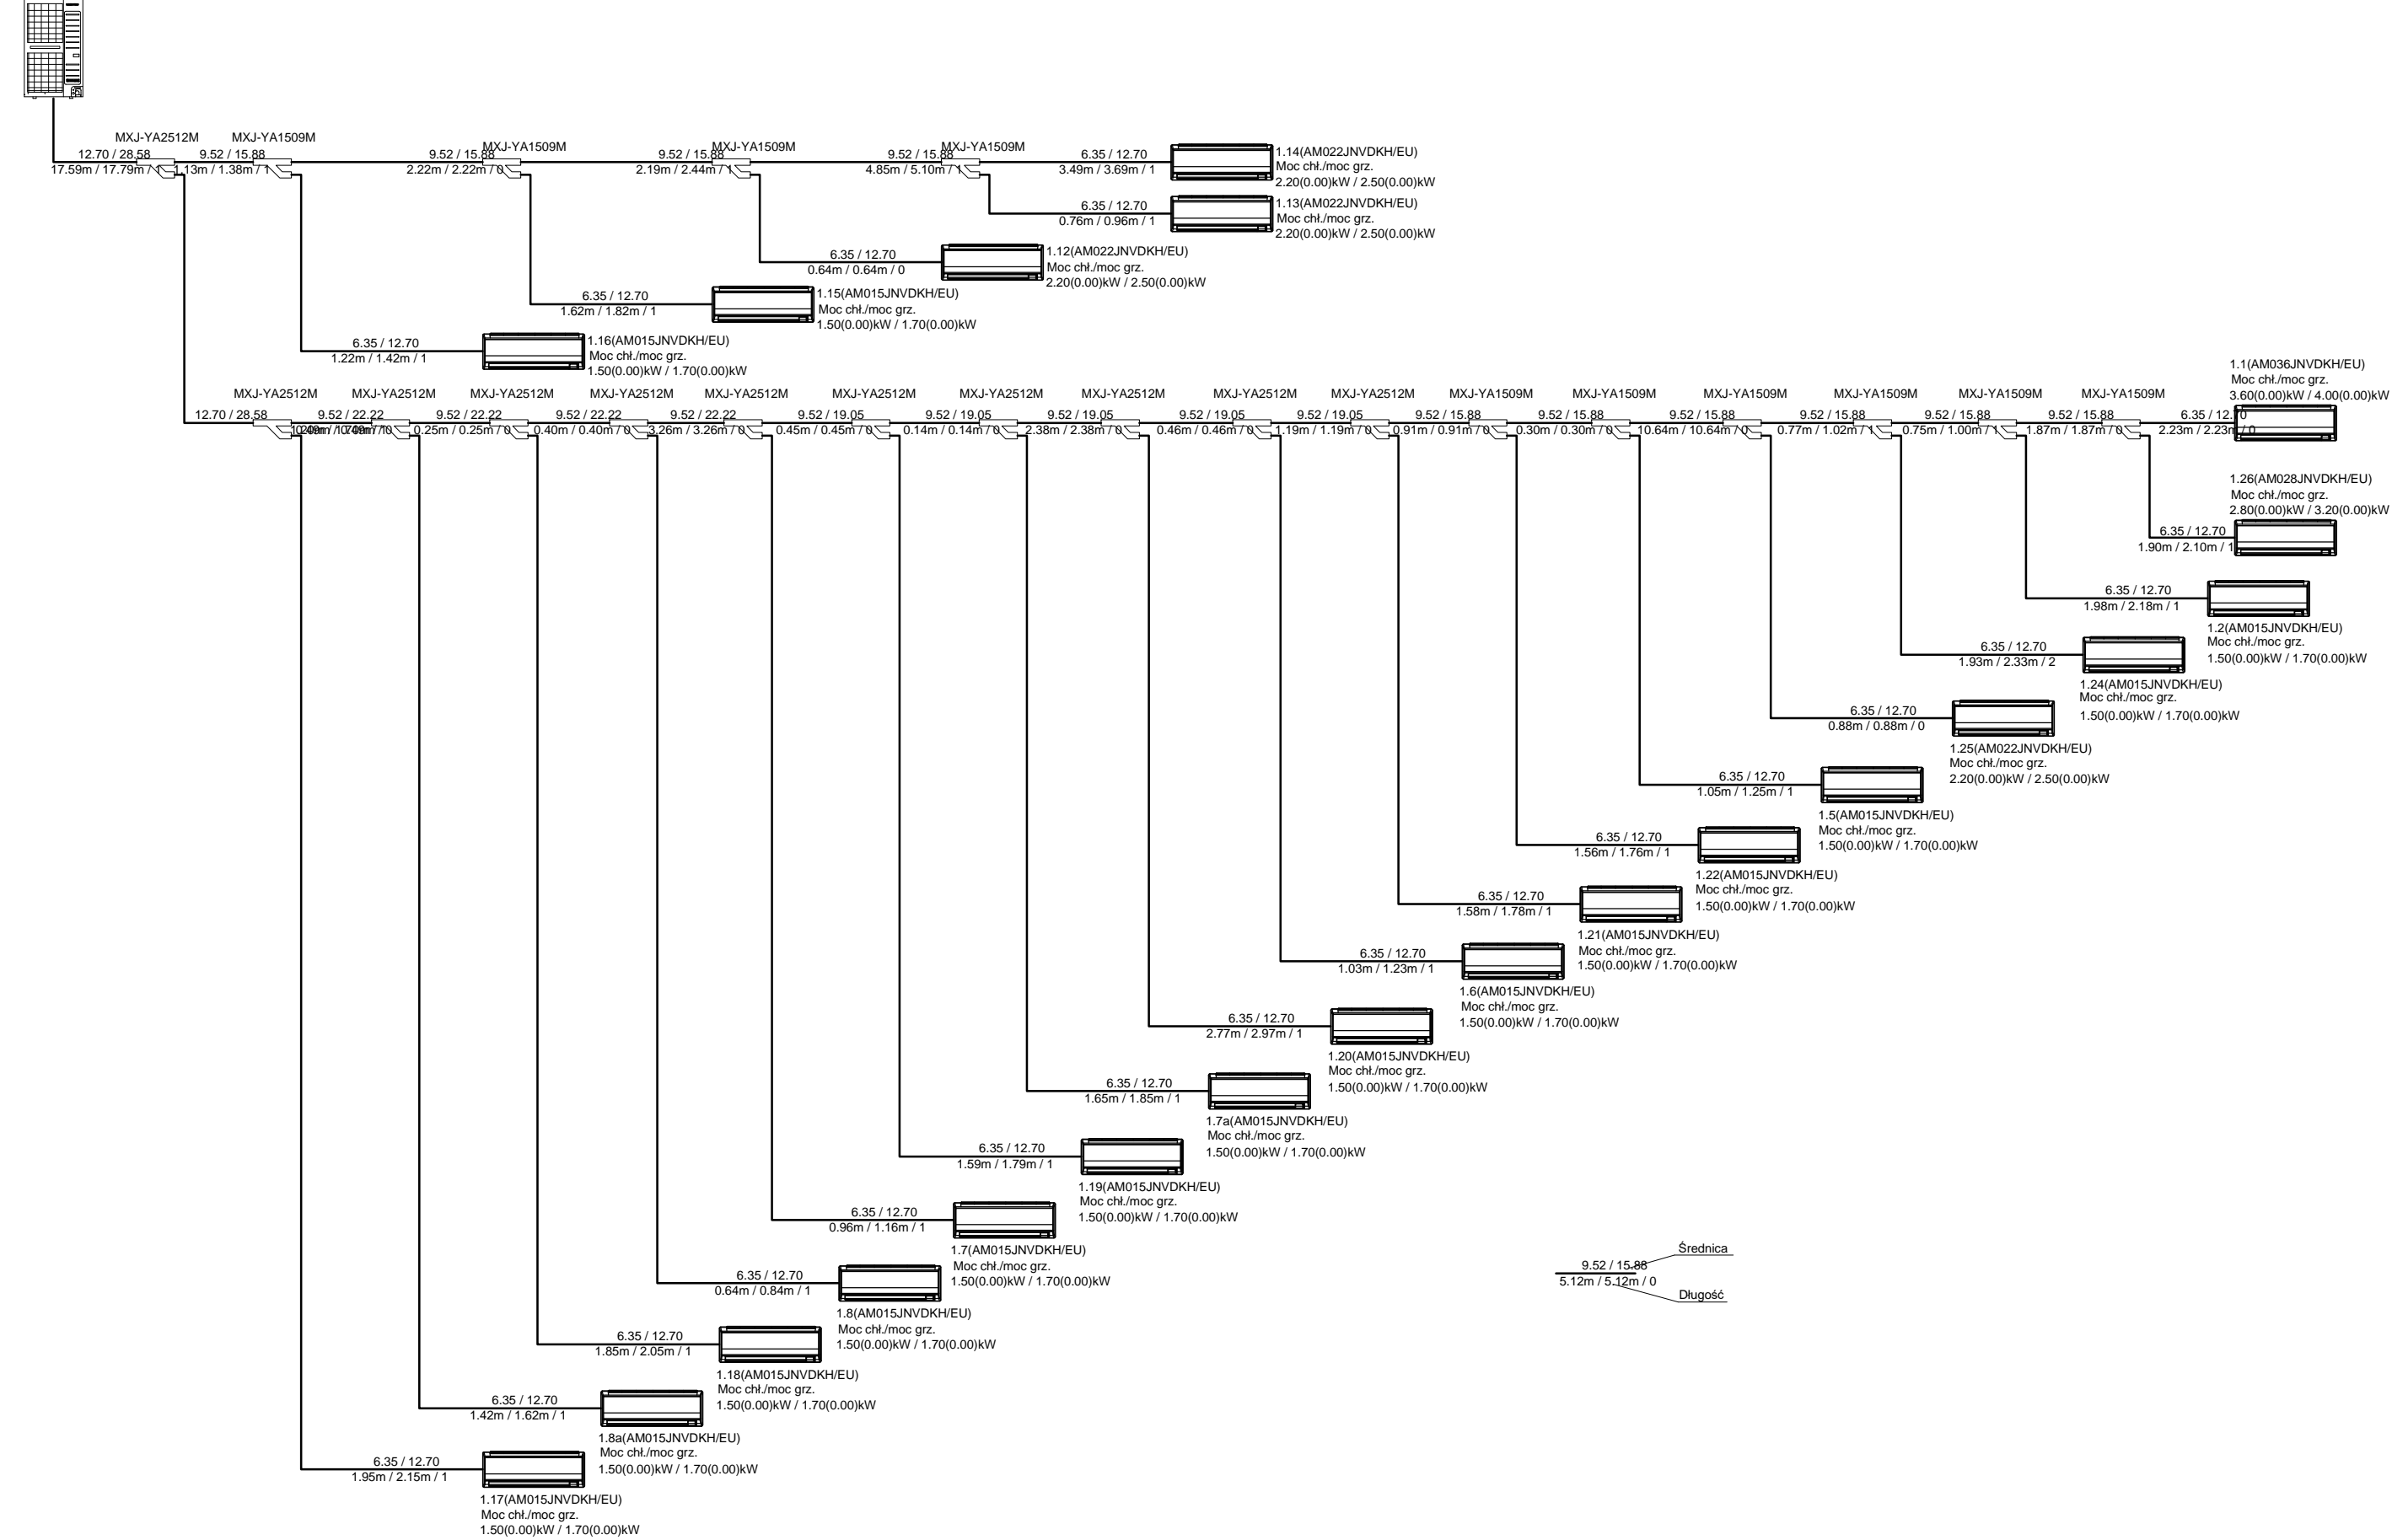 MXJ-YA2512M
MXJ-YA1509M
MXJ-YA1509M
MXJ-YA1509M
MXJ-YA1509M
12.70 / 28.58
9.52 / 15.88
9.52 / 15.88
9.52 / 15.88
9.52 / 15.88
6.35 / 12.70
17.59m / 17.79m / 1
1.13m / 1.38m / 1
2.22m / 2.22m / 0
2.19m / 2.44m / 1
4.85m / 5.10m / 1
3.49m / 3.69m / 1
1.14(AM022JNVDKH/EU)
Moc chł./moc grz.
2.20(0.00)kW / 2.50(0.00)kW
6.35 / 12.70
0.76m / 0.96m / 1
1.13(AM022JNVDKH/EU)
Moc chł./moc grz.
2.20(0.00)kW / 2.50(0.00)kW
6.35 / 12.70
0.64m / 0.64m / 0
1.12(AM022JNVDKH/EU)
Moc chł./moc grz.
2.20(0.00)kW / 2.50(0.00)kW
6.35 / 12.70
1.62m / 1.82m / 1
1.15(AM015JNVDKH/EU)
Moc chł./moc grz.
1.50(0.00)kW / 1.70(0.00)kW
6.35 / 12.70
1.22m / 1.42m / 1
1.16(AM015JNVDKH/EU)
Moc chł./moc grz.
1.50(0.00)kW / 1.70(0.00)kW
MXJ-YA2512M
MXJ-YA2512M
MXJ-YA2512M
MXJ-YA2512M
MXJ-YA2512M
MXJ-YA2512M
MXJ-YA2512M
MXJ-YA2512M
MXJ-YA2512M
MXJ-YA2512M
MXJ-YA1509M
MXJ-YA1509M
MXJ-YA1509M
MXJ-YA1509M
MXJ-YA1509M
MXJ-YA1509M
12.70 / 28.58
9.52 / 22.22
9.52 / 22.22
9.52 / 22.22
9.52 / 22.22
9.52 / 19.05
9.52 / 19.05
9.52 / 19.05
9.52 / 19.05
9.52 / 19.05
9.52 / 15.88
9.52 / 15.88
9.52 / 15.88
9.52 / 15.88
9.52 / 15.88
9.52 / 15.88
6.35 / 12.70
0.25m / 0.25m / 0
0.40m / 0.40m / 0
3.26m / 3.26m / 0
0.45m / 0.45m / 0
0.14m / 0.14m / 0
2.38m / 2.38m / 0
0.46m / 0.46m / 0
1.19m / 1.19m / 0
0.91m / 0.91m / 0
0.30m / 0.30m / 0
10.64m / 10.64m / 0
0.77m / 1.02m / 1
0.75m / 1.00m / 1
1.87m / 1.87m / 0
2.23m / 2.23m / 0
1.1(AM036JNVDKH/EU)
Moc chł./moc grz.
3.60(0.00)kW / 4.00(0.00)kW
1.26(AM028JNVDKH/EU)
Moc chł./moc grz.
2.80(0.00)kW / 3.20(0.00)kW
6.35 / 12.70
1.90m / 2.10m / 1
6.35 / 12.70
1.98m / 2.18m / 1
1.2(AM015JNVDKH/EU)
Moc chł./moc grz.
1.50(0.00)kW / 1.70(0.00)kW
6.35 / 12.70
1.93m / 2.33m / 2
1.24(AM015JNVDKH/EU)
Moc chł./moc grz.
1.50(0.00)kW / 1.70(0.00)kW
6.35 / 12.70
0.88m / 0.88m / 0
1.25(AM022JNVDKH/EU)
Moc chł./moc grz.
2.20(0.00)kW / 2.50(0.00)kW
6.35 / 12.70
1.05m / 1.25m / 1
1.5(AM015JNVDKH/EU)
Moc chł./moc grz.
1.50(0.00)kW / 1.70(0.00)kW
6.35 / 12.70
1.56m / 1.76m / 1
1.22(AM015JNVDKH/EU)
Moc chł./moc grz.
1.50(0.00)kW / 1.70(0.00)kW
6.35 / 12.70
1.58m / 1.78m / 1
1.21(AM015JNVDKH/EU)
Moc chł./moc grz.
1.50(0.00)kW / 1.70(0.00)kW
6.35 / 12.70
1.03m / 1.23m / 1
1.6(AM015JNVDKH/EU)
Moc chł./moc grz.
1.50(0.00)kW / 1.70(0.00)kW
6.35 / 12.70
2.77m / 2.97m / 1
1.20(AM015JNVDKH/EU)
Moc chł./moc grz.
1.50(0.00)kW / 1.70(0.00)kW
6.35 / 12.70
1.65m / 1.85m / 1
1.7a(AM015JNVDKH/EU)
Moc chł./moc grz.
1.50(0.00)kW / 1.70(0.00)kW
6.35 / 12.70
1.59m / 1.79m / 1
1.19(AM015JNVDKH/EU)
Moc chł./moc grz.
1.50(0.00)kW / 1.70(0.00)kW
6.35 / 12.70
0.96m / 1.16m / 1
1.7(AM015JNVDKH/EU)
Moc chł./moc grz.
1.50(0.00)kW / 1.70(0.00)kW
6.35 / 12.70
0.64m / 0.84m / 1
1.8(AM015JNVDKH/EU)
Moc chł./moc grz.
1.50(0.00)kW / 1.70(0.00)kW
6.35 / 12.70
1.85m / 2.05m / 1
1.18(AM015JNVDKH/EU)
Moc chł./moc grz.
1.50(0.00)kW / 1.70(0.00)kW
6.35 / 12.70
1.42m / 1.62m / 1
1.8a(AM015JNVDKH/EU)
Moc chł./moc grz.
1.50(0.00)kW / 1.70(0.00)kW
6.35 / 12.70
1.95m / 2.15m / 1
1.17(AM015JNVDKH/EU)
Moc chł./moc grz.
1.50(0.00)kW / 1.70(0.00)kW
Średnica
9.52 / 15.88
5.12m / 5.12m / 0
Długość